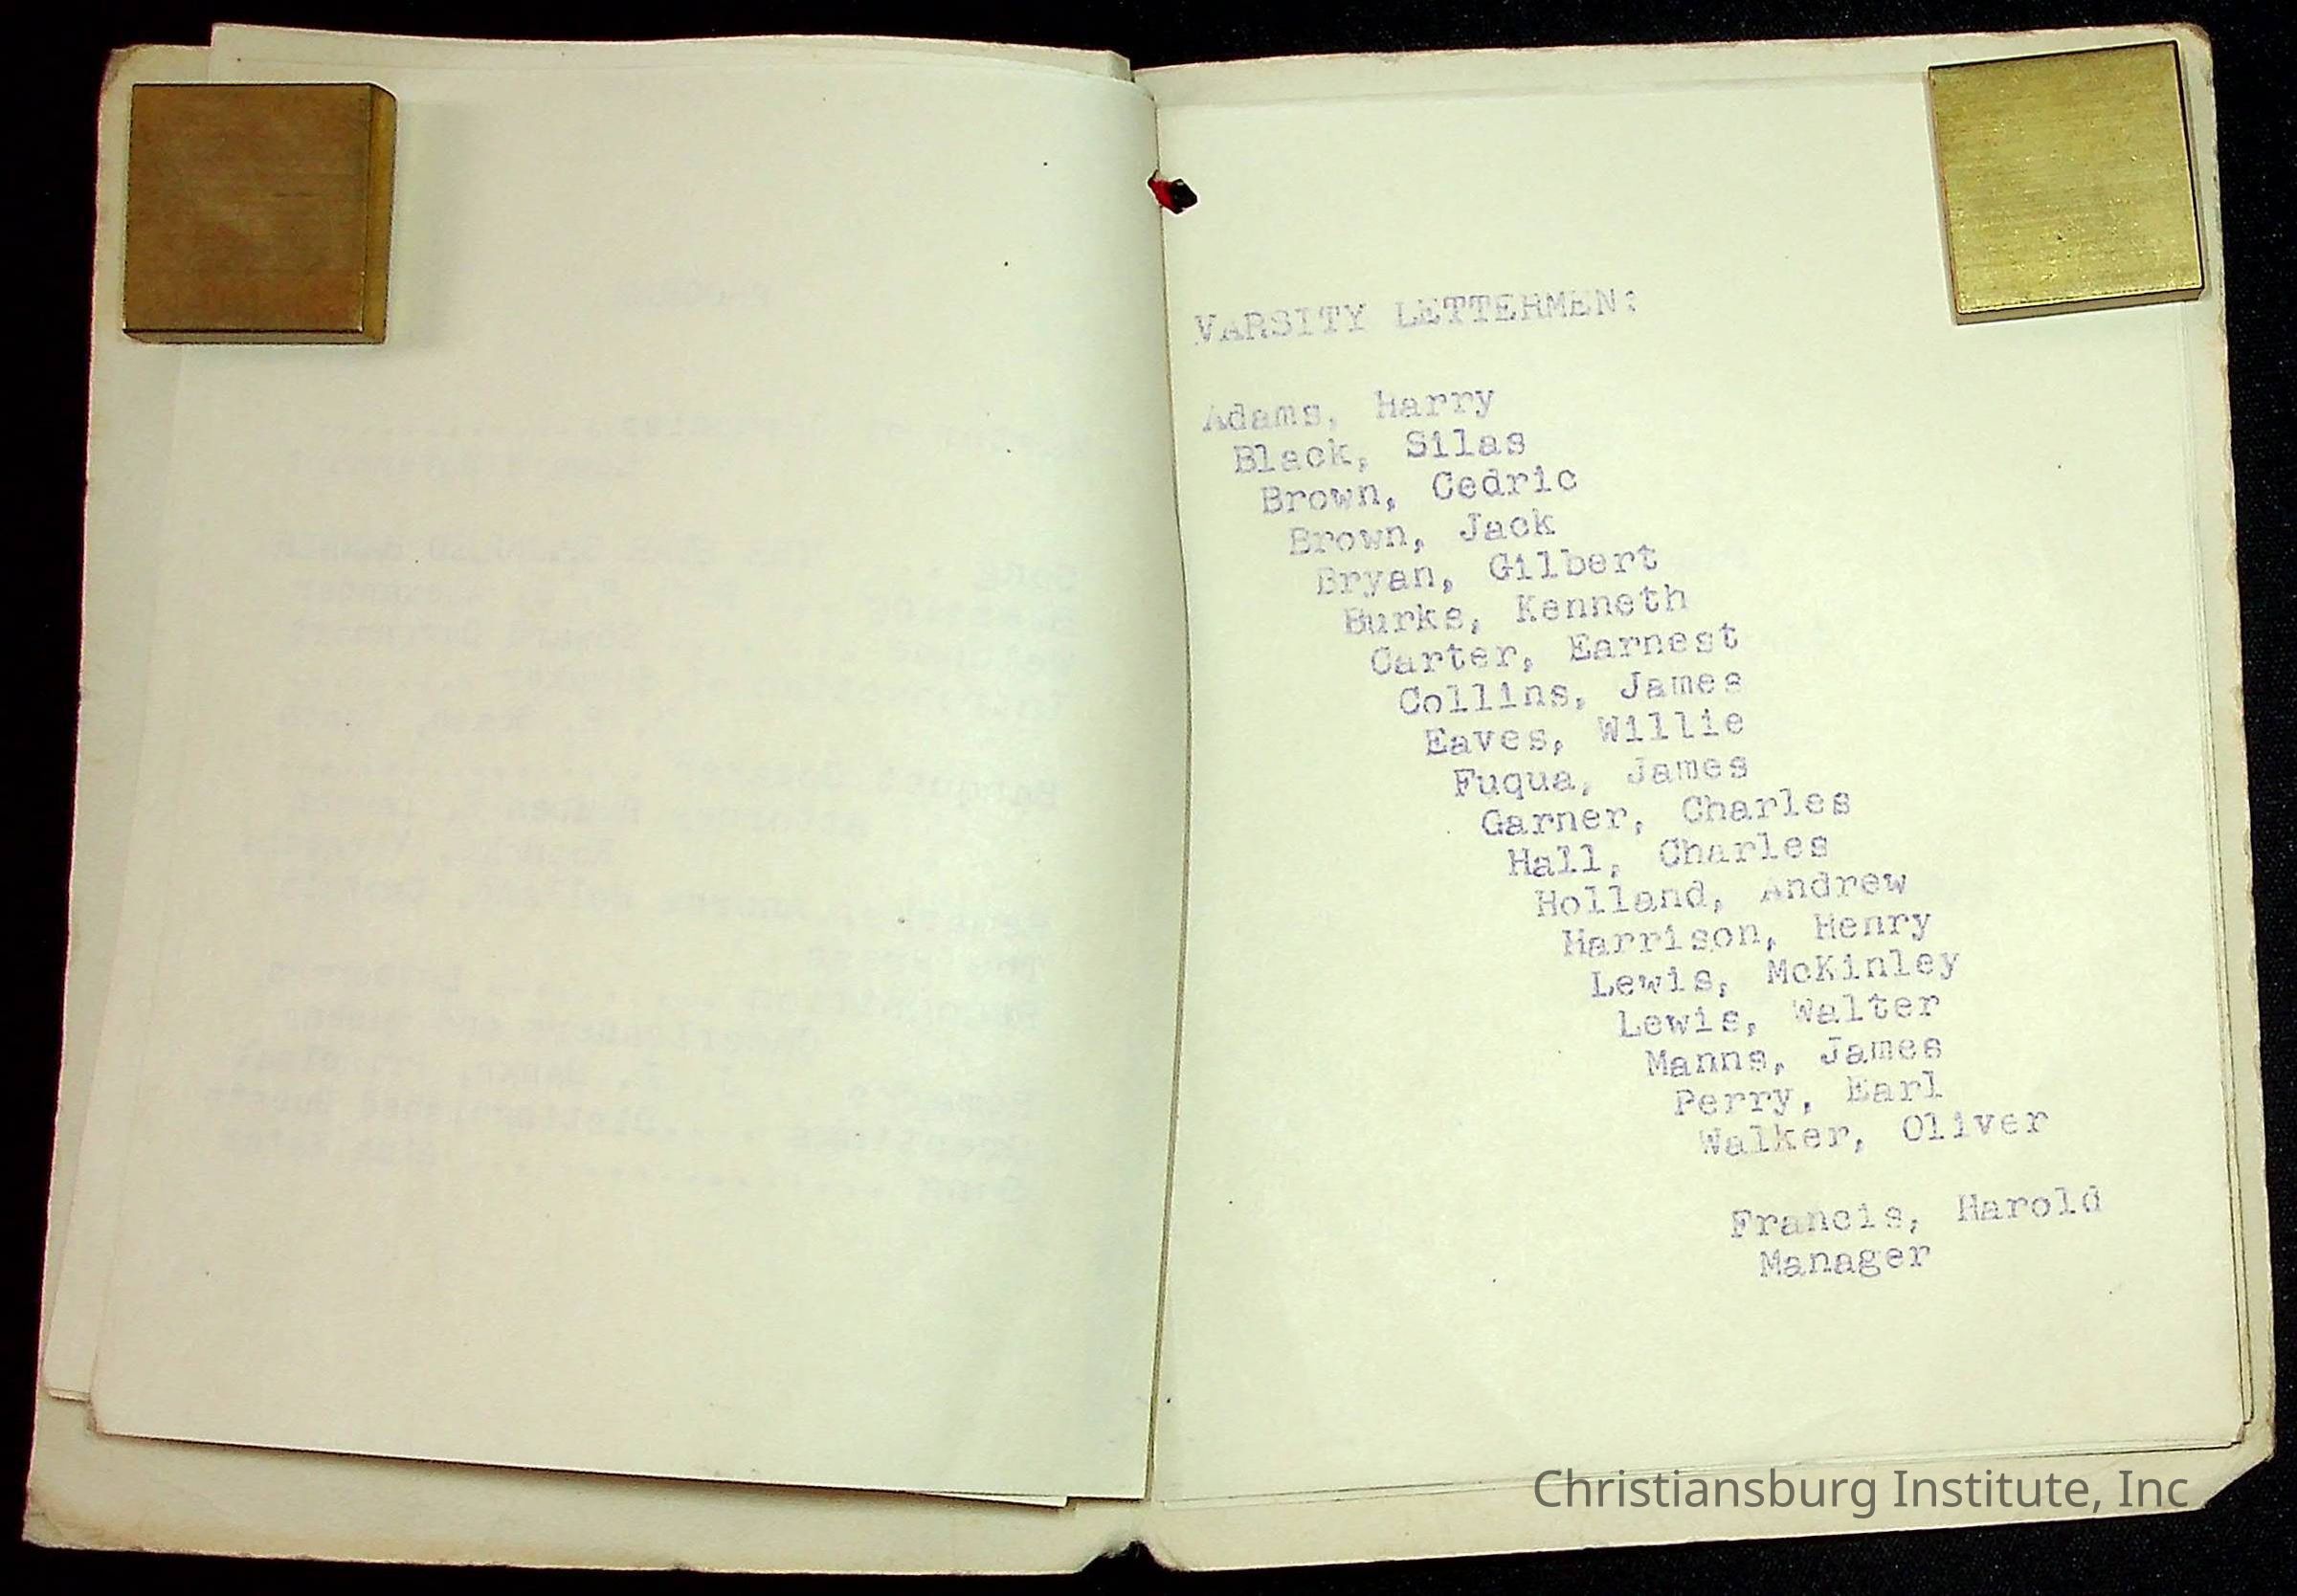 VARSITY LETTERMEN:
Adams, Harry
Black, Silas
Brown, Cedric
Brown, Jack
Bryan, Gilbert
Burks, Kenneth
Carter, Earnest
Collins, James
Eaves, Willie
Fuqua, James
Garner, Charles
Hall, Charles
Holland, Andrew
Harrison, Henry
Lewis, McKinley
Lewis, Walter
Manns, James
Perry, Earl
Walker, Oliver
Francis, Harold
Manager
Christiansburg Institute, Inc